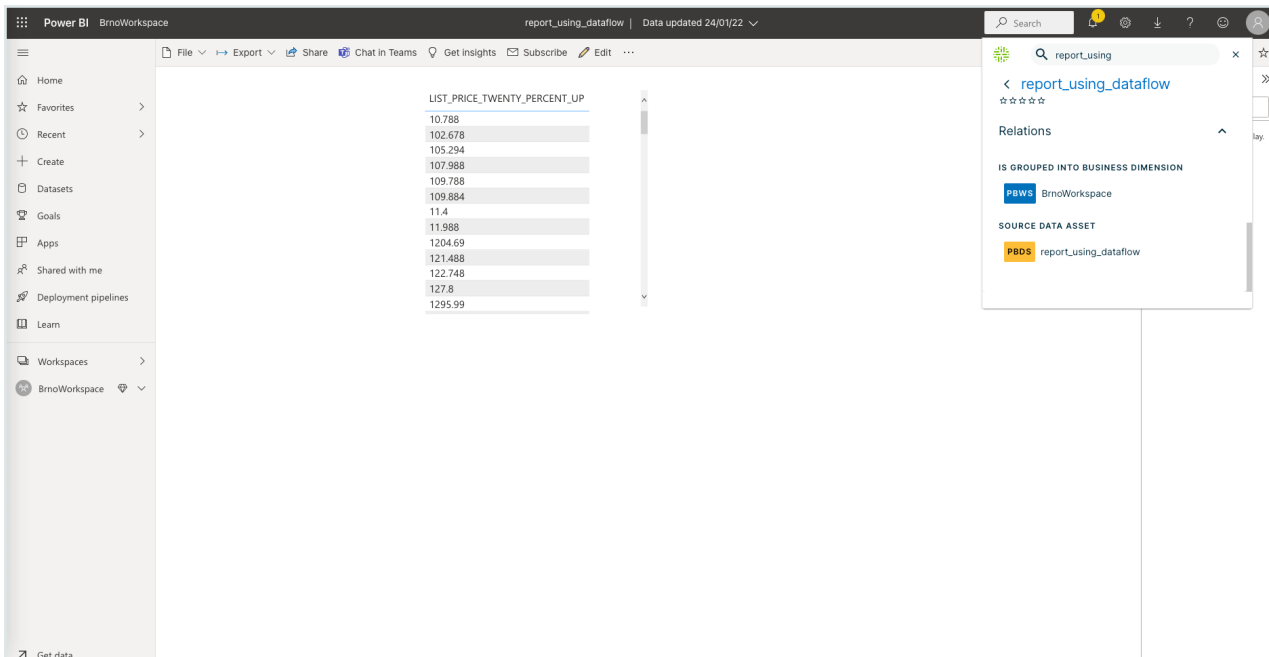 Power BI BrnoWorkspace
report_using_dataflow | Data updated 24/01/22
Search
1
File Export Share Chat in Teams Get insights Subscribe Edit ...
Home
Favorites
Recent
Create
Datasets
Goals
Apps
Shared with me
Deployment pipelines
Learn
Workspaces
BrnoWorkspace
Get data
LIST_PRICE_TWENTY_PERCENT_UP
10.788
102.678
105.294
107.988
109.788
109.884
11.4
11.988
1204.69
121.488
122.748
127.8
1295.99
report_using
report_using_dataflow
Relations
IS GROUPED INTO BUSINESS DIMENSION
PBWS BrnoWorkspace
SOURCE DATA ASSET
PBDS report_using_dataflow
lay.